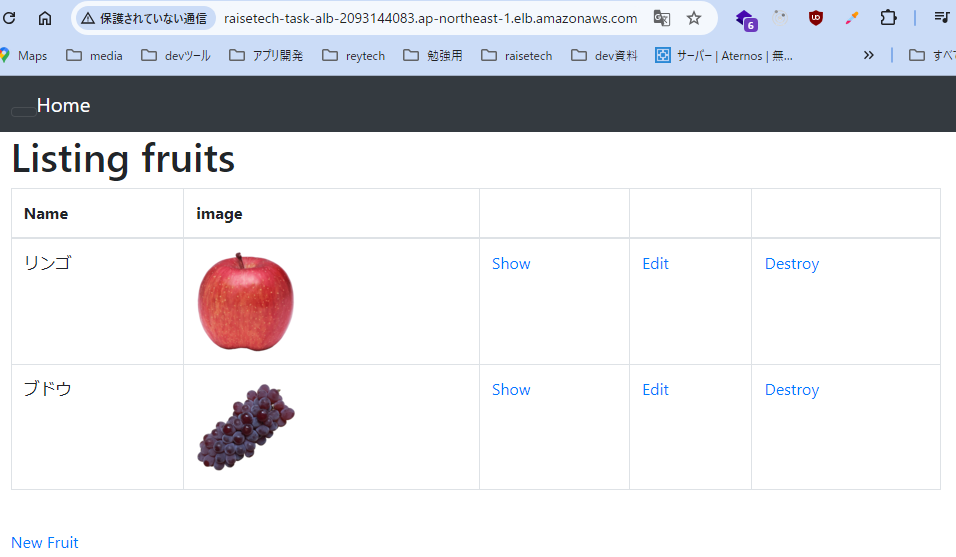 保護されていない通信 raisetech-task-alb-2093144083.ap-northeast-1.elb.amazonaws.com 6
Maps media devツール アプリ開発 reytech 勉強用 raisetech dev資料 サーバー | Aternos | 無... » すべ
Home
Listing fruits
Name image
リンゴ Show Edit Destroy
ブドウ Show Edit Destroy
New Fruit